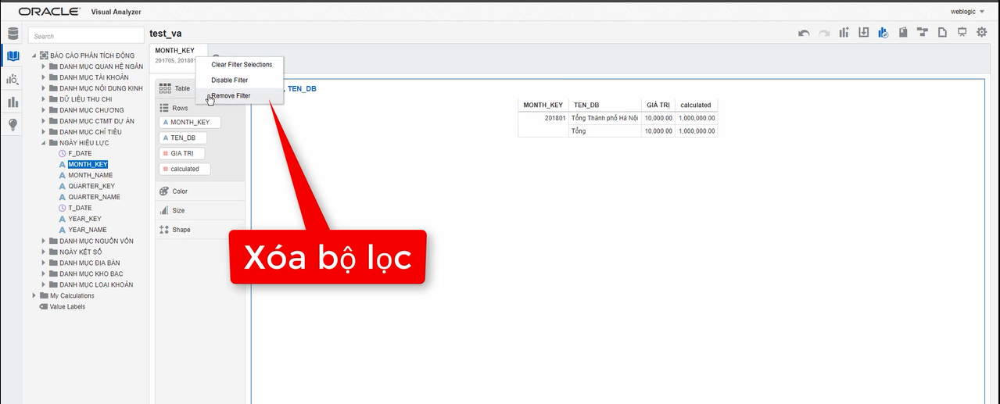 ORACLE Visual Analyzer
weblogic
Search
test_va
MONTH_KEY
Clear Filter Selections
Disable Filter
Remove Filter
BÁO CÁO PHÂN TÍCH ĐỘNG
DANH MỤC QUAN HỆ NGÂN
DANH MỤC TÀI KHOẢN
DANH MỤC NỘI DUNG KINH
DỮ LIỆU THU CHI
DANH MỤC CHƯƠNG
DANH MỤC CTMT DỰ ÁN
DANH MỤC CHỈ TIÊU
NGÀY HIỆU LỰC
F_DATE
MONTH_KEY
MONTH_NAME
QUARTER_KEY
QUARTER_NAME
T_DATE
YEAR_KEY
YEAR_NAME
DANH MỤC NGUỒN VỐN
NGÀY KẾT SỐ
DANH MỤC ĐỊA BÀN
DANH MỤC KHO BẠC
DANH MỤC LOẠI KHOẢN
My Calculations
Value Labels
Table
Rows
MONTH_KEY
TEN_DB
GIÁ TRỊ
calculated
Color
Size
Shape
TEN_DB
MONTH_KEY TEN_DB GIÁ TRỊ calculated
201801 Tổng Thành phố Hà Nội 10,000.00 1,000,000.00
Tổng 10,000.00 1,000,000.00
Xóa bộ lọc